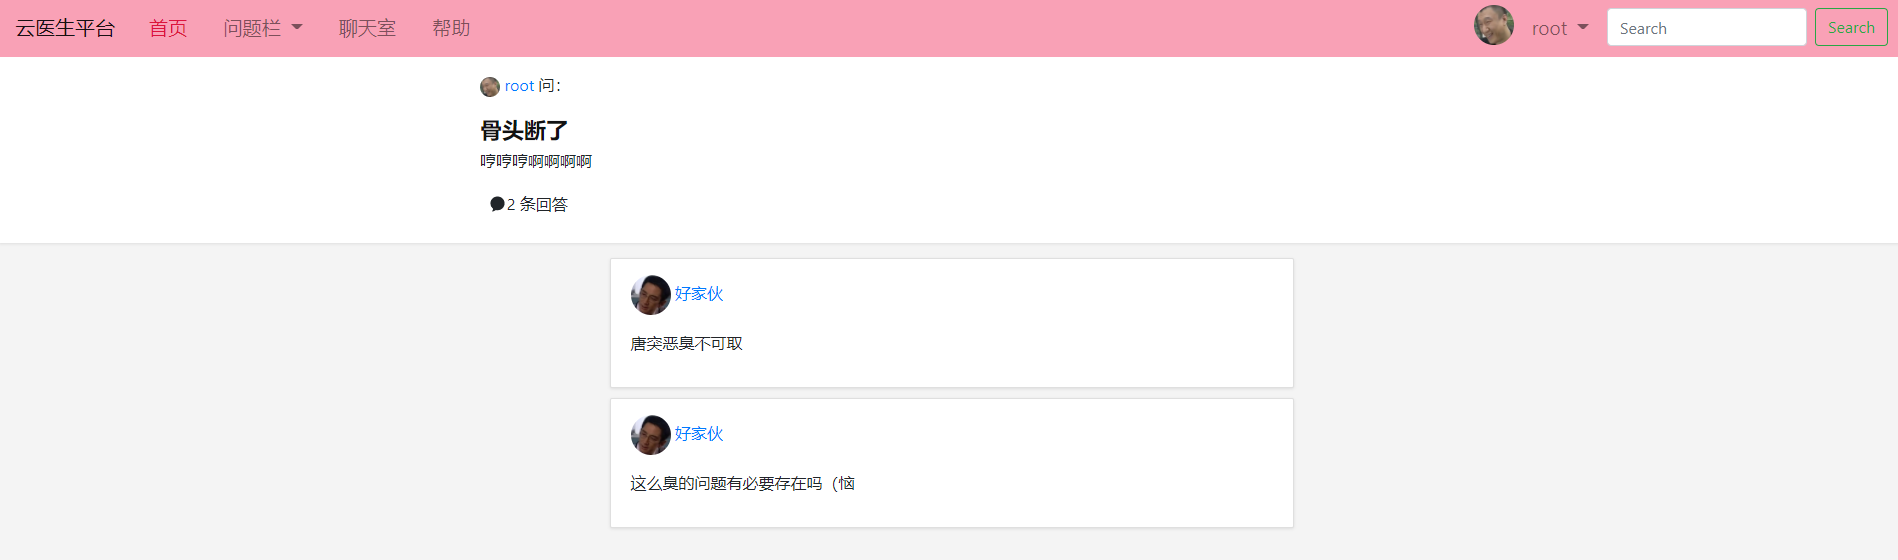 云医生平台 首页 问题栏 聊天室 帮助 root Search Search
root 问：
骨头断了
哼哼哼啊啊啊啊
2 条回答
好家伙
唐突恶臭不可取
好家伙
这么臭的问题有必要存在吗（恼